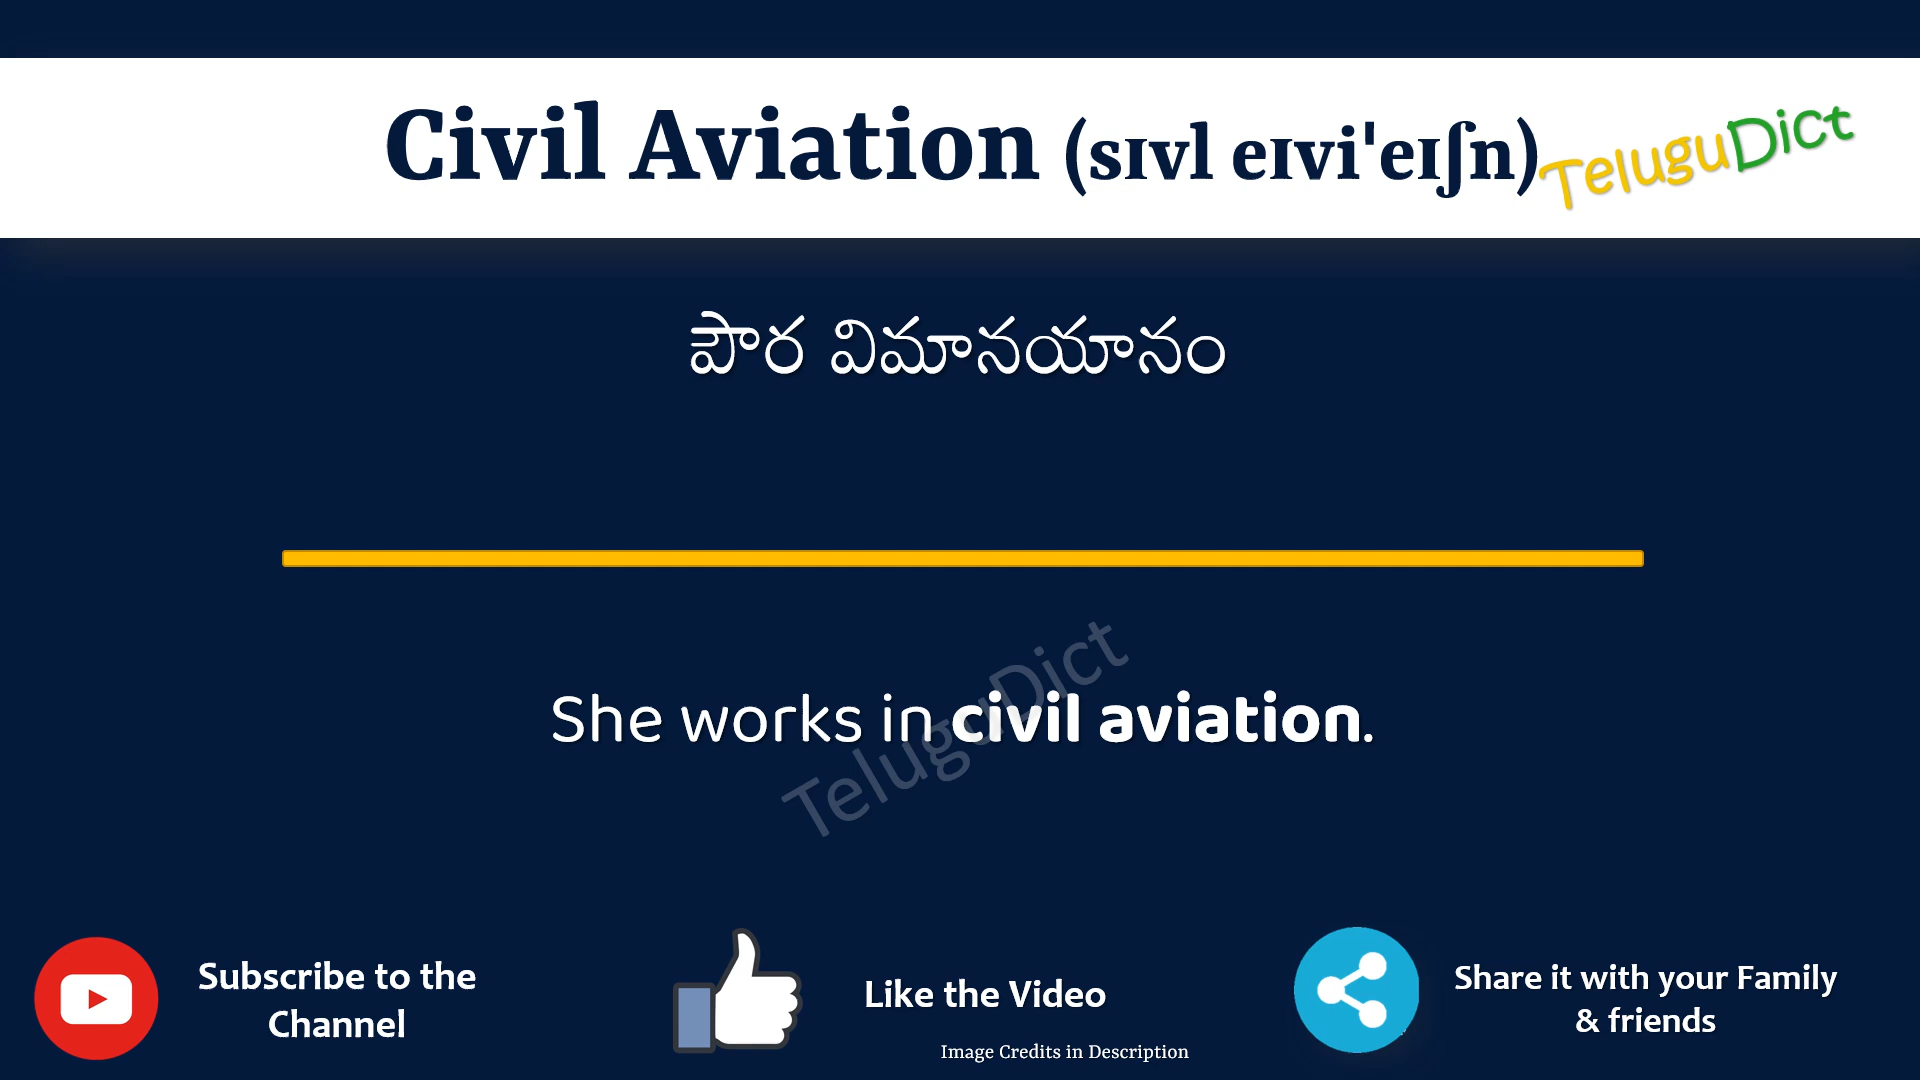 Civil Aviation (sɪvl eɪvi'eɪʃn)
TeluguDict
పౌర విమానయానం
TeluguDict
She works in civil aviation.
Subscribe to the
Channel
Like the Video
Share it with your Family
& friends
Image Credits in Description